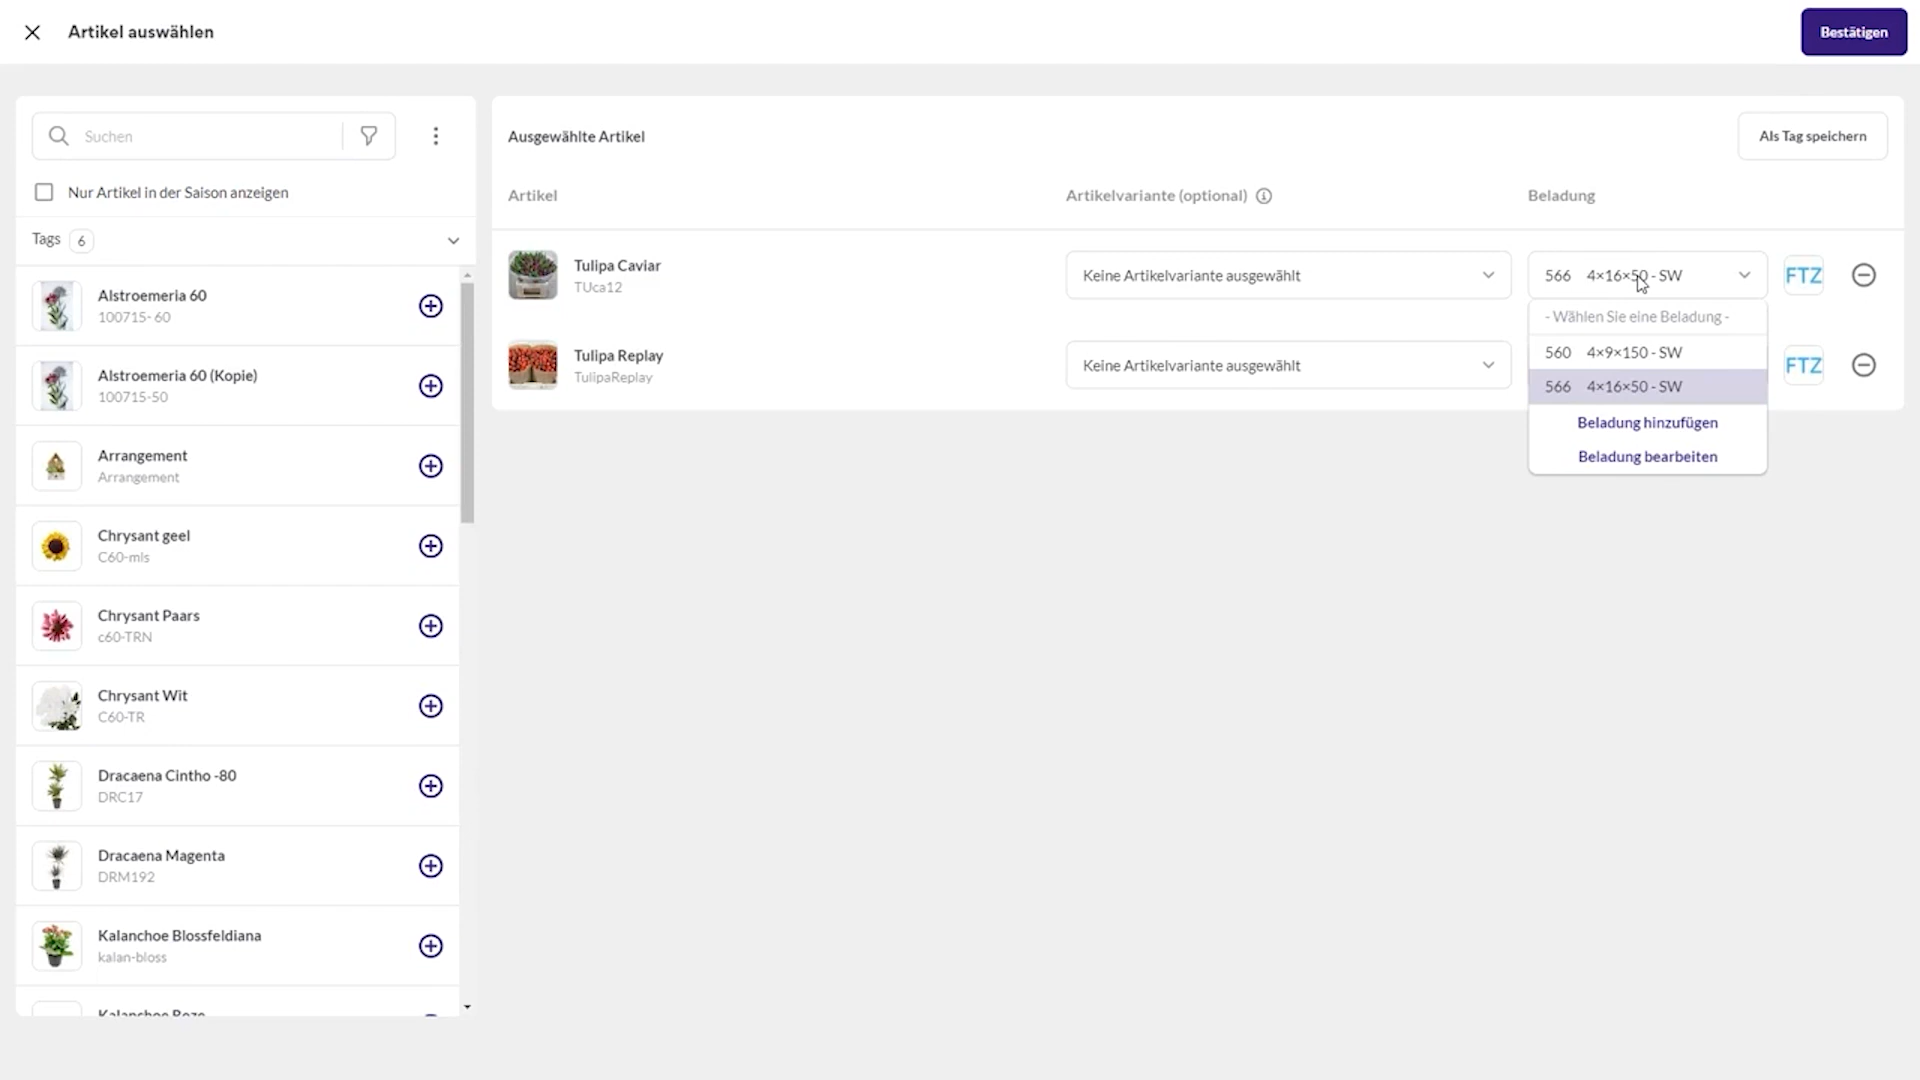 Artikel auswählen
Bestätigen
Suchen
Nur Artikel in der Saison anzeigen
Tags 6
Alstroemeria 60
100715- 60
Alstroemeria 60 (Kopie)
100715-50
Arrangement
Arrangement
Chrysant geel
C60-mls
Chrysant Paars
c60-TRN
Chrysant Wit
C60-TR
Dracaena Cintho -80
DRC17
Dracaena Magenta
DRM192
Kalanchoe Blossfeldiana
kalan-bloss
Kalanchoe Roze
Ausgewählte Artikel
Als Tag speichern
Artikel Artikelvariante (optional) Beladung
Tulipa Caviar
TUca12
Keine Artikelvariante ausgewählt
566 4×16×50 - SW
FTZ
Tulipa Replay
TulipaReplay
Keine Artikelvariante ausgewählt
FTZ
- Wählen Sie eine Beladung -
560 4×9×150 - SW
566 4×16×50 - SW
Beladung hinzufügen
Beladung bearbeiten